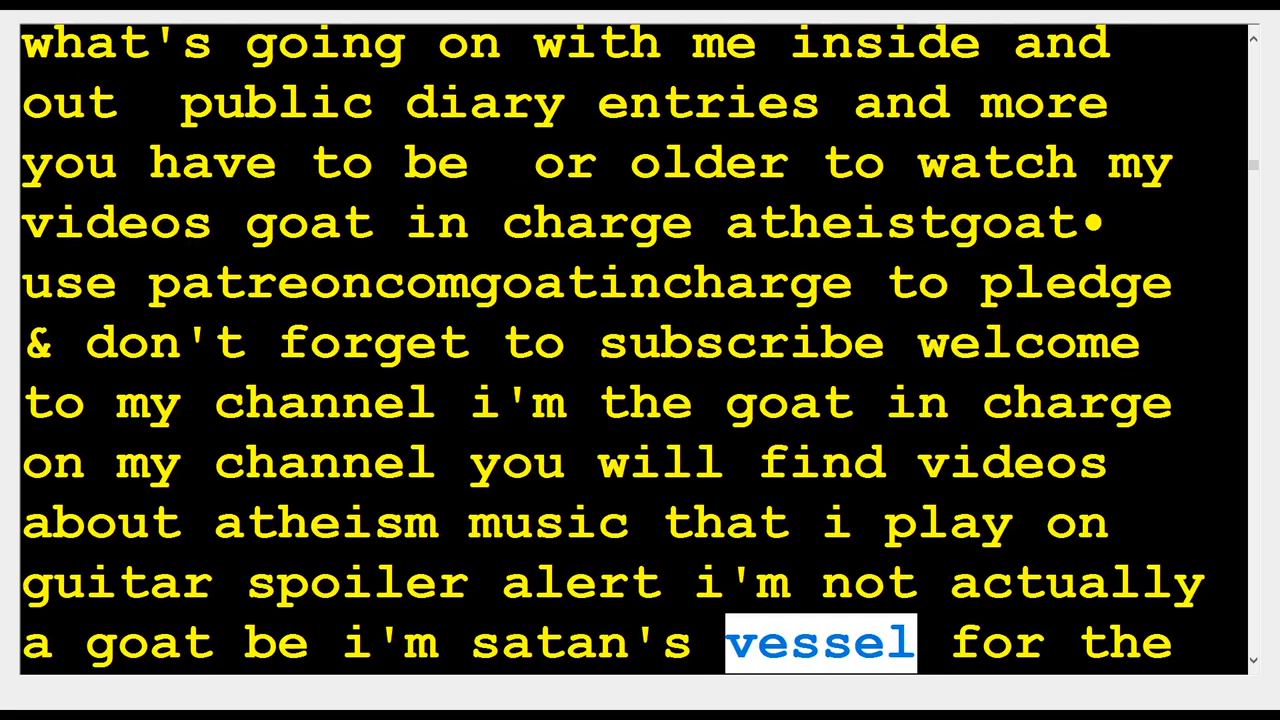 what's going on with me inside and
out  public diary entries and more
you have to be  or older to watch my
videos goat in charge atheistgoat•
use patreoncomgoatincharge to pledge
& don't forget to subscribe welcome
to my channel i'm the goat in charge
on my channel you will find videos
about atheism music that i play on
guitar spoiler alert i'm not actually
a goat be i'm satan's vessel for the